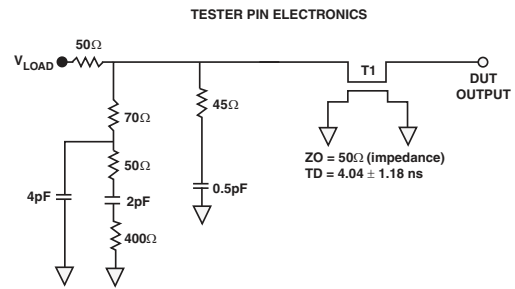 TESTER PIN ELECTRONICS
50Ω
VLOAD
T1
DUT
OUTPUT
70Ω
45Ω
50Ω
ZO = 50Ω (impedance)
TD = 4.04 ± 1.18 ns
4pF
2pF
0.5pF
400Ω